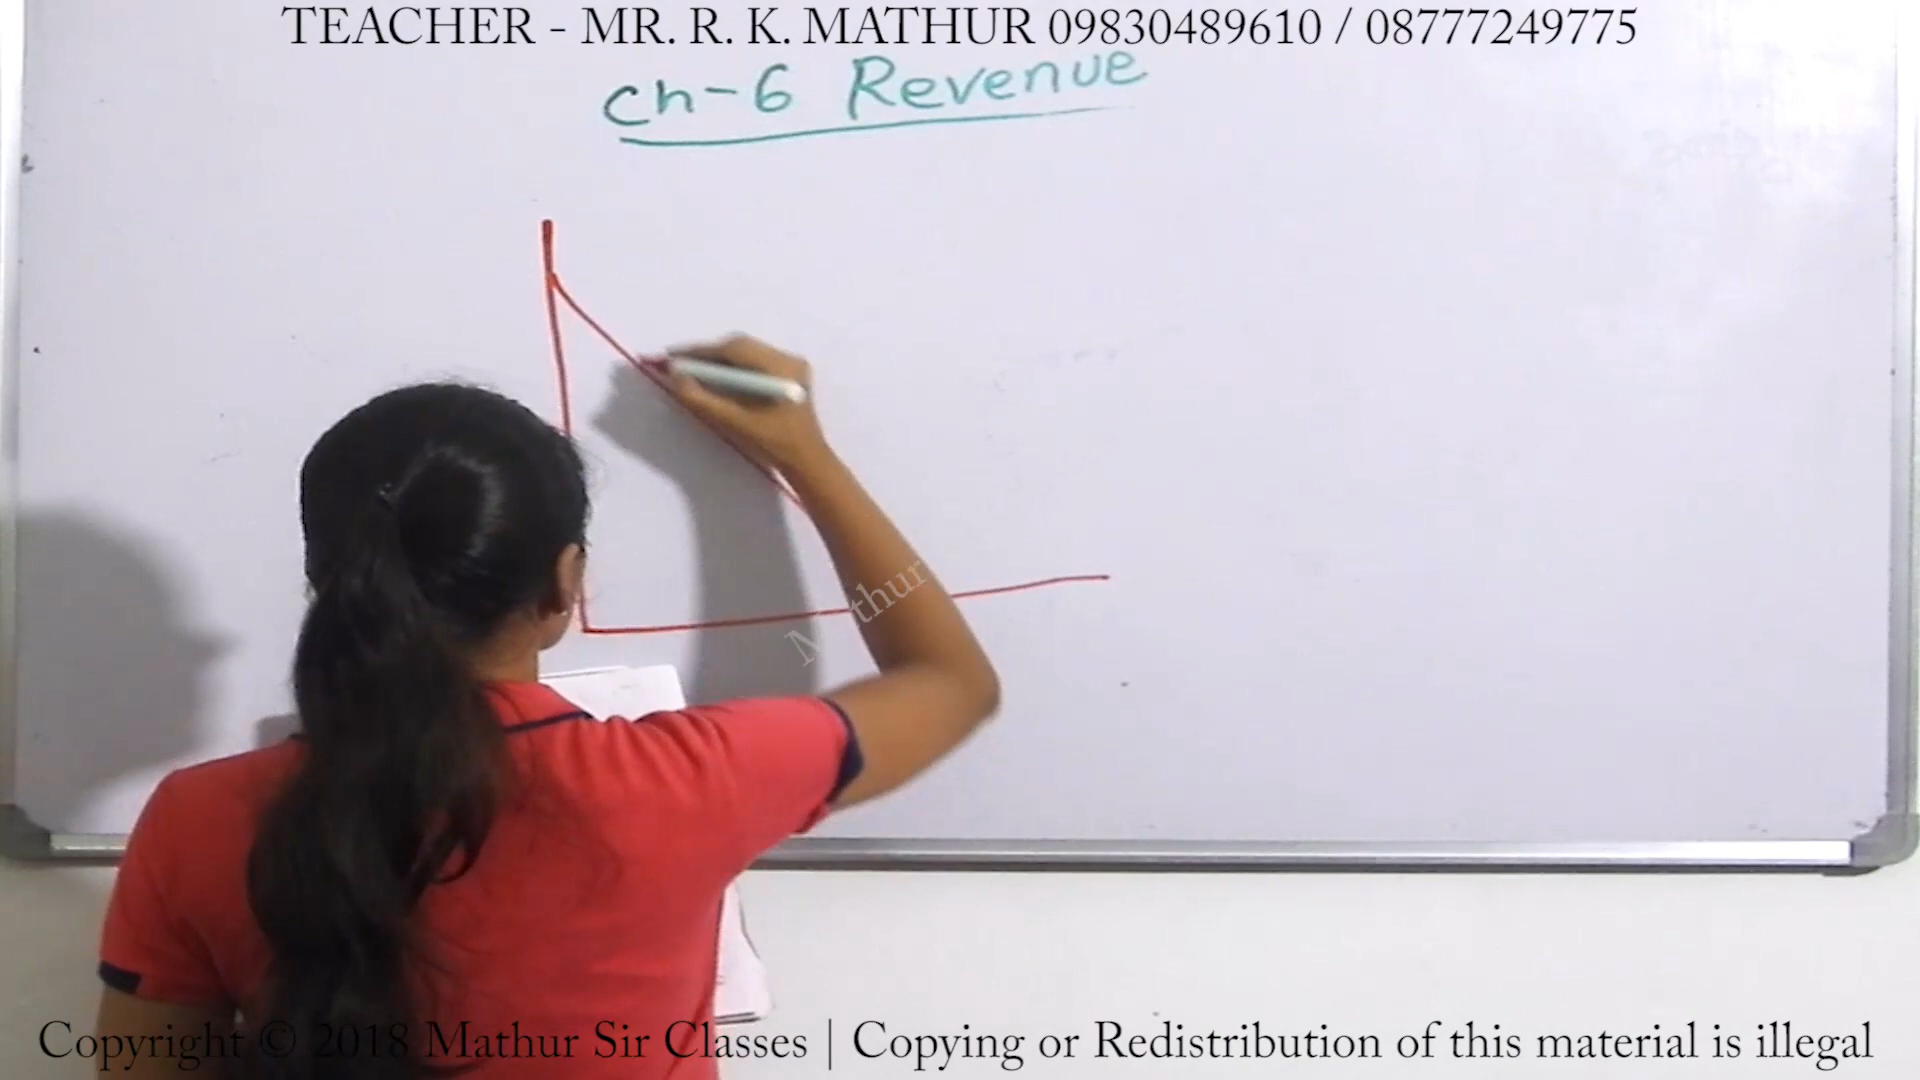 TEACHER - MR. R. K. MATHUR 09830489610 / 08777249775
Ch-6 Revenue
Mathur
Copyright © 2018 Mathur Sir Classes | Copying or Redistribution of this material is illegal